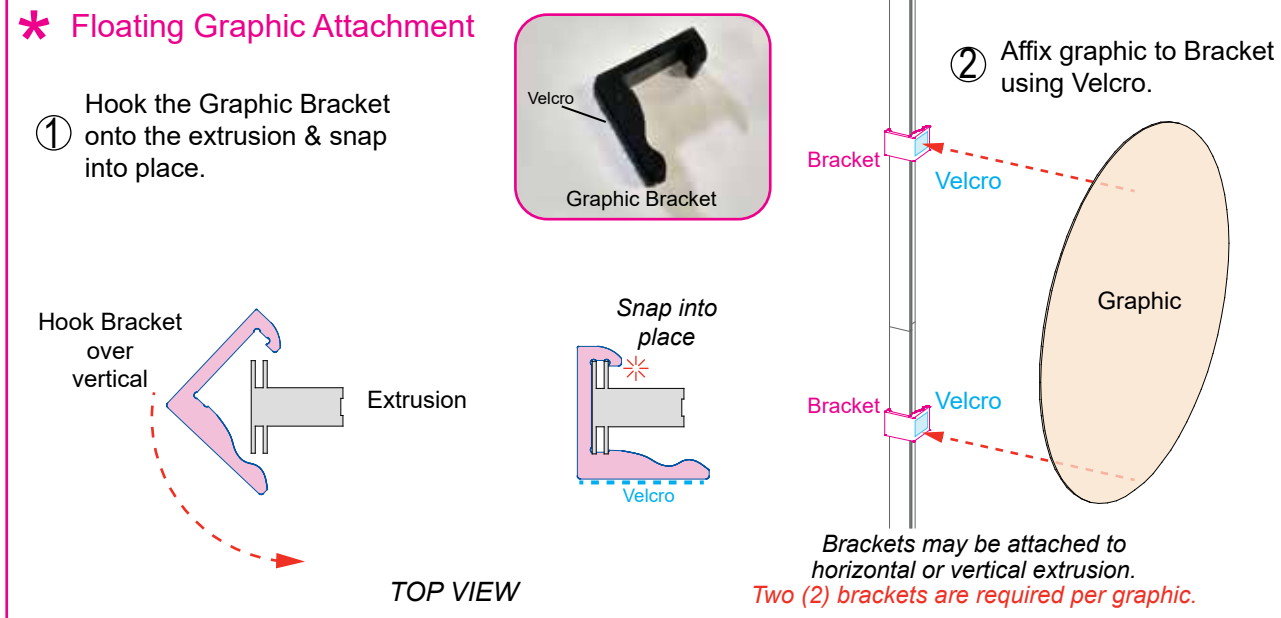 * Floating Graphic Attachment
① Hook the Graphic Bracket
onto the extrusion & snap
into place.
Velcro
Graphic Bracket
② Affix graphic to Bracket
using Velcro.
Bracket
Velcro
Graphic
Bracket
Velcro
Hook Bracket
over
vertical
Extrusion
Snap into
place
Velcro
TOP VIEW
Brackets may be attached to
horizontal or vertical extrusion.
Two (2) brackets are required per graphic.